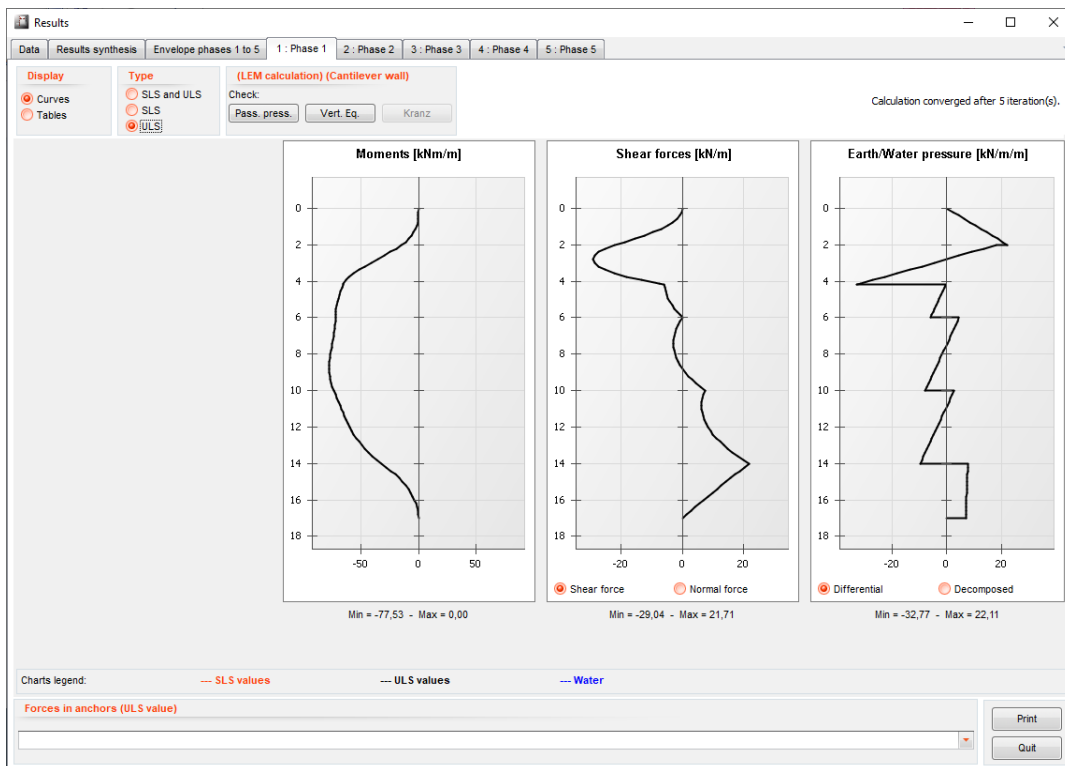 Results
Data Results synthesis Envelope phases 1 to 5 1 : Phase 1 2 : Phase 2 3 : Phase 3 4 : Phase 4 5 : Phase 5
Display Type (LEM calculation) (Cantilever wall)
Curves SLS and ULS Check:
Tables SLS Pass. press. Vert. Eq. Kranz
ULS
Calculation converged after 5 iteration(s).
Moments [kNm/m] Shear forces [kN/m] Earth/Water pressure [kN/m/m]
0 0 0
2 2 2
4 4 4
6 6 6
8 8 8
10 10 10
12 12 12
14 14 14
16 16 16
18 18 18
-50 0 50 -20 0 20 -20 0 20
Shear force Normal force Differential Decomposed
Min = -77,53 - Max = 0,00 Min = -29,04 - Max = 21,71 Min = -32,77 - Max = 22,11
Charts legend: --- SLS values --- ULS values --- Water
Forces in anchors (ULS value)
Print
Quit